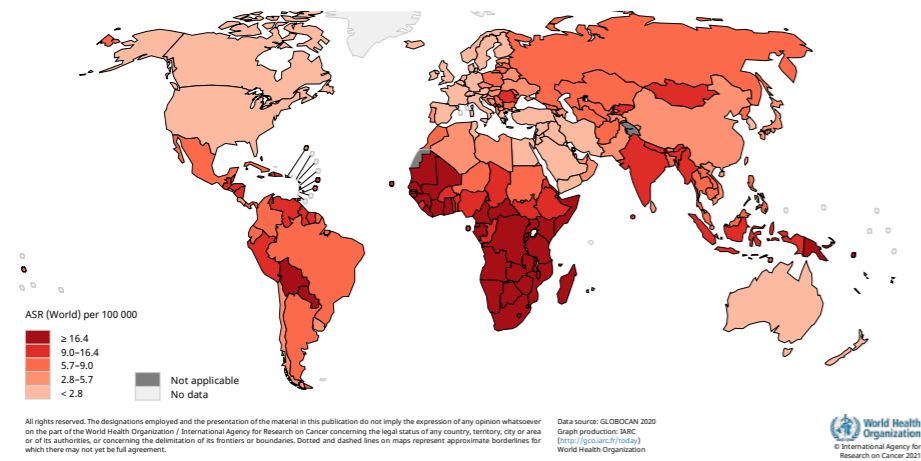 ASR (World) per 100 000
≥ 16.4
9.0–16.4
5.7–9.0
2.8–5.7
< 2.8
Not applicable
No data
All rights reserved. The designations employed and the presentation of the material in this publication do not imply the expression of any opinion whatsoever
on the part of the World Health Organization / International Agency for Research on Cancer concerning the legal status of any country, territory, city or area
or of its authorities, or concerning the delimitation of its frontiers or boundaries. Dotted and dashed lines on maps represent approximate borderlines for
which there may not yet be full agreement.
Data source: GLOBOCAN 2020
Graph production: IARC
(http://gco.iarc.fr/today)
World Health Organization
World Health
Organization
© International Agency for
Research on Cancer 2021